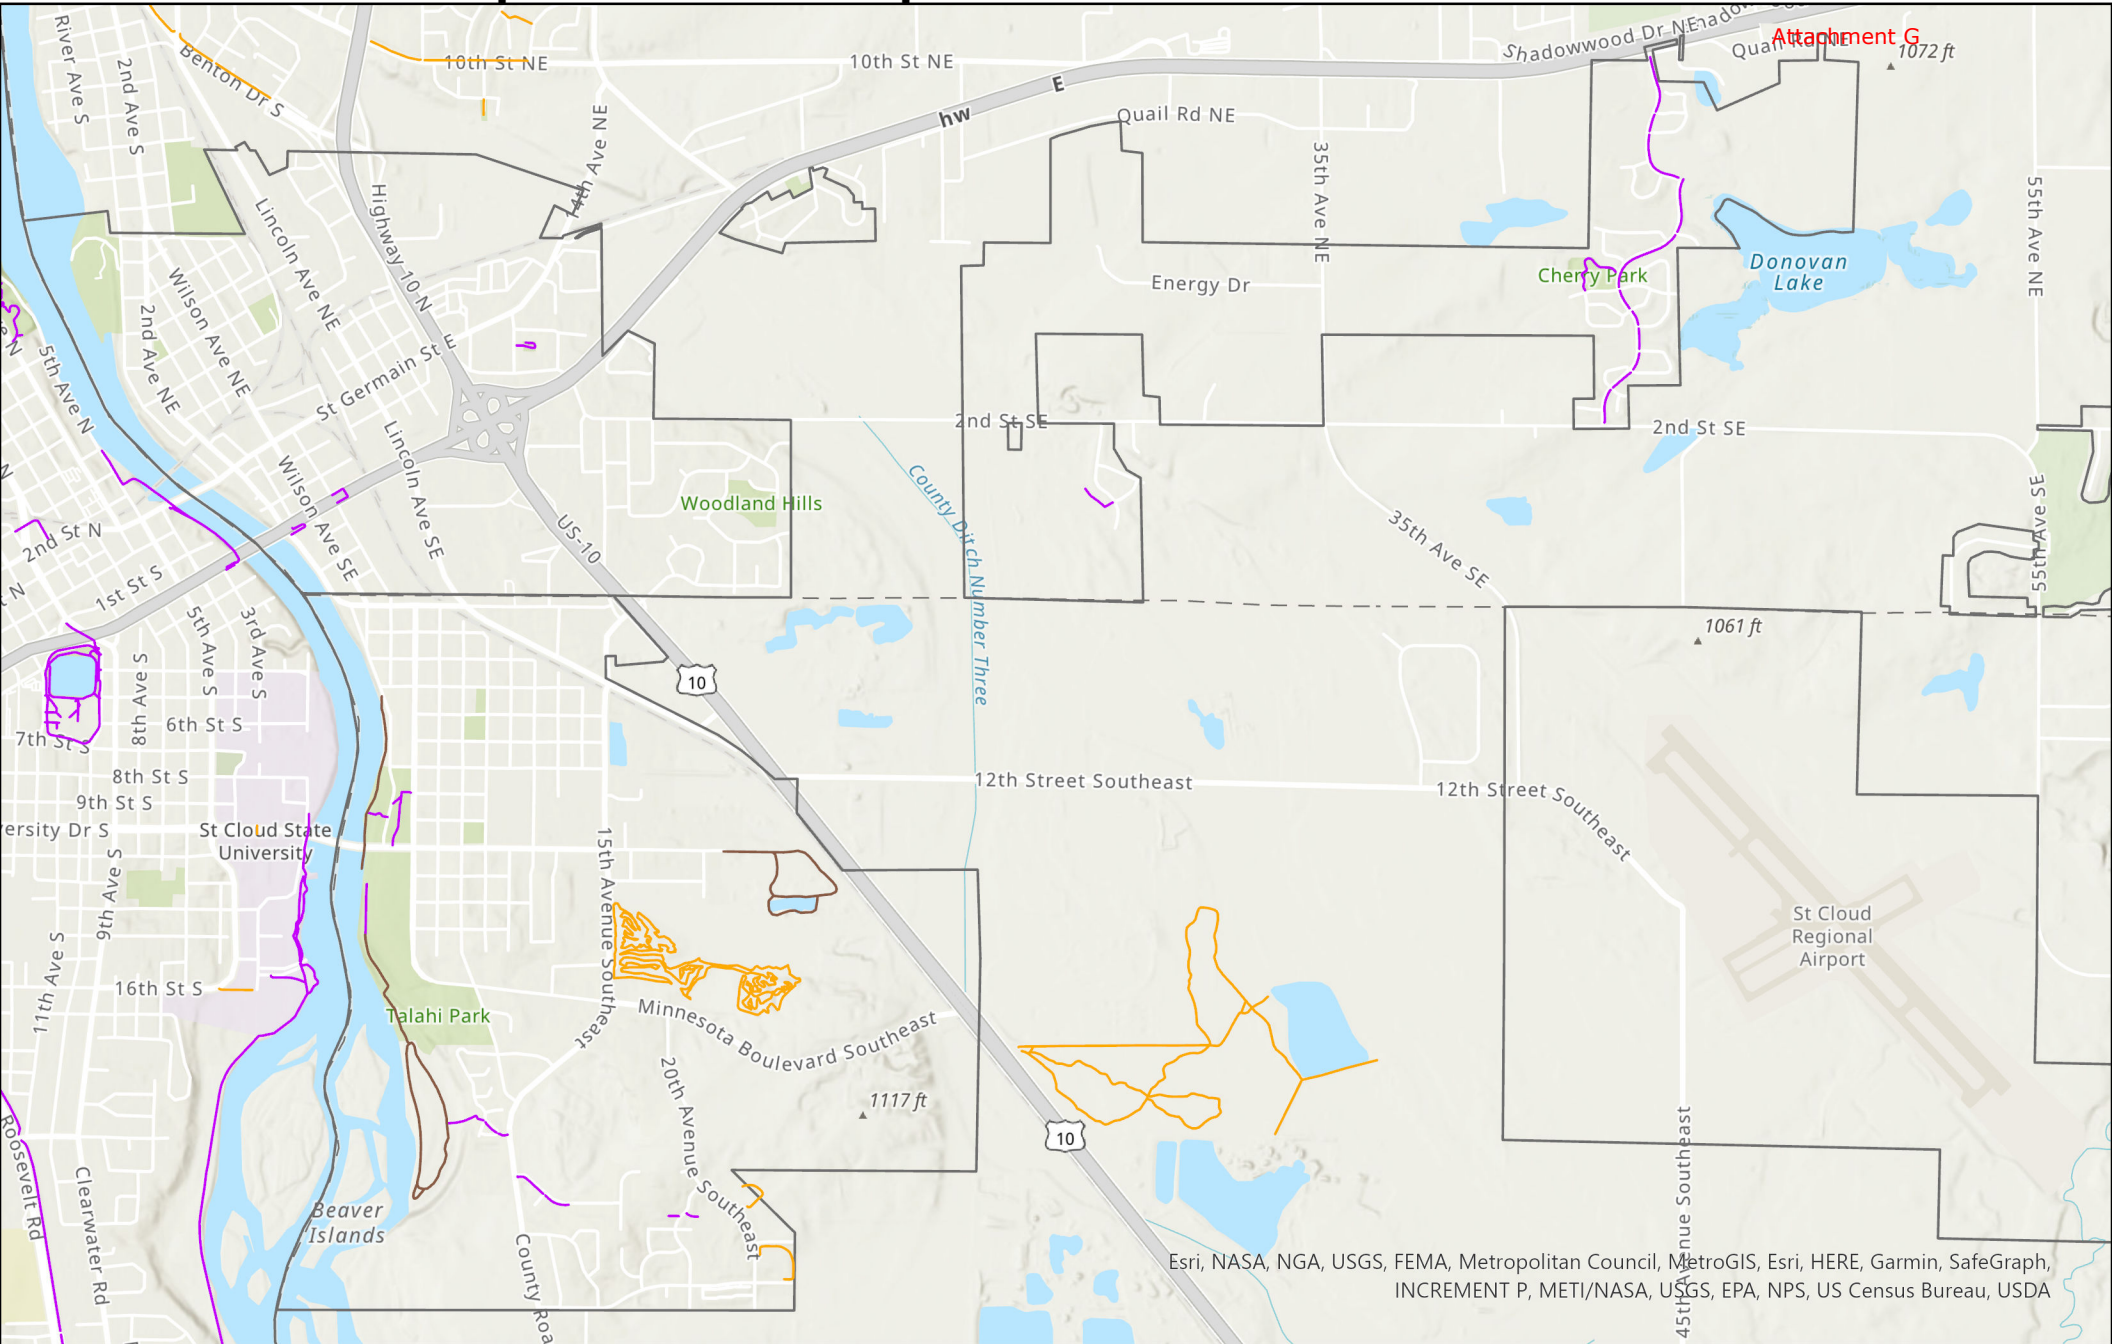 Attachment G
River Ave S
2nd Ave S
Benton Dr S
10th St NE
10th St NE
Shadowwood Dr NE
Quail Rd NE
1072 ft
hw
E
Quail Rd NE
14th Ave NE
35th Ave NE
55th Ave NE
Highway 10 N
Lincoln Ave NE
Wilson Ave NE
2nd Ave NE
5th Ave N
St Germain St E
Energy Dr
Cherry Park
Donovan
Lake
2nd St SE
2nd St SE
Lincoln Ave SE
Wilson Ave SE
Woodland Hills
County Ditch Number Three
US-10
35th Ave SE
55th Ave SE
2nd St N
1st St S
5th Ave S
3rd Ave S
8th Ave S
6th St S
7th St S
8th St S
9th St S
versity Dr S
St Cloud State
University
9th Ave S
11th Ave S
16th St S
10
1061 ft
12th Street Southeast
12th Street Southeast
15th Avenue Southeast
St Cloud
Regional
Airport
Talahi Park
Minnesota Boulevard Southeast
20th Avenue Southeast
1117 ft
10
45th Avenue Southeast
Roosevelt Rd
Clearwater Rd
Beaver
Islands
County Roa
Esri, NASA, NGA, USGS, FEMA, Metropolitan Council, MetroGIS, Esri, HERE, Garmin, SafeGraph,
INCREMENT P, METI/NASA, USGS, EPA, NPS, US Census Bureau, USDA